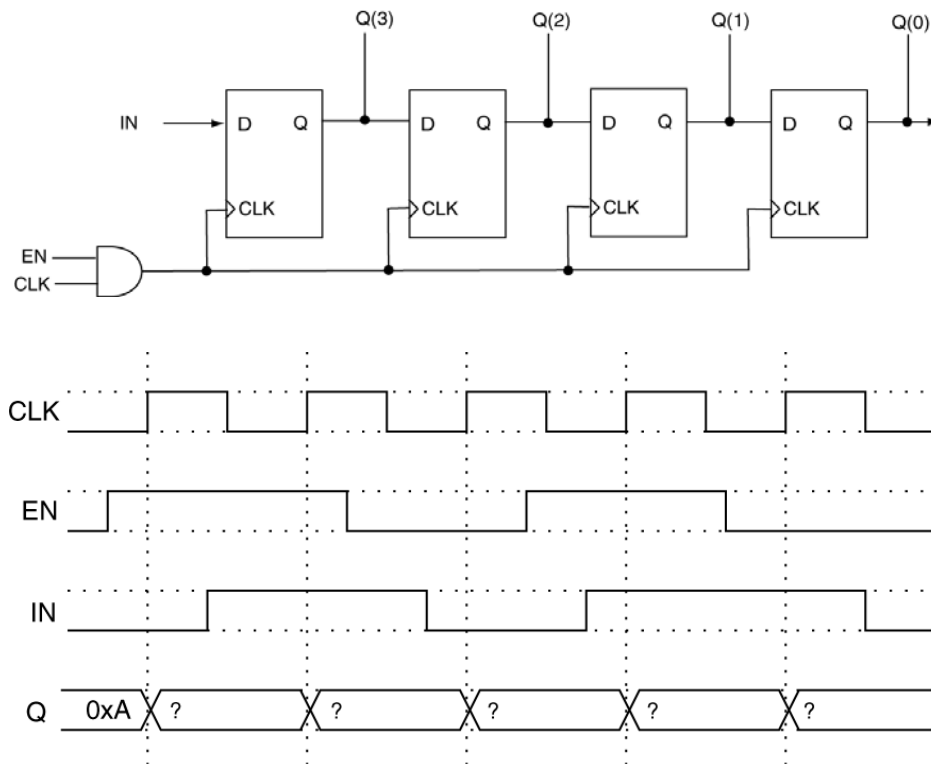 Q(3) Q(2) Q(1) Q(0)
IN D Q D Q D Q D Q
CLK CLK CLK CLK
EN
CLK
CLK
EN
IN
Q 0xA ? ? ? ? ?